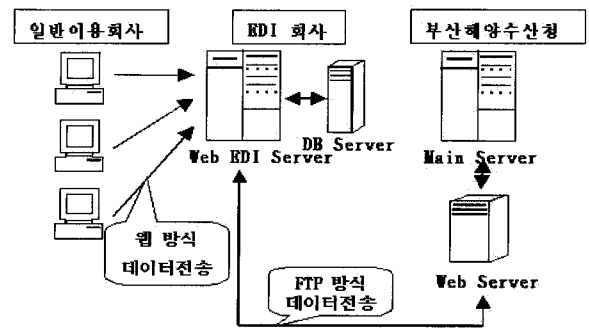 일반이용회사
EDI 회사
부산해양수산청
DB Server
Web EDI Server
Main Server
웹 방식
데이터전송
FTP 방식
데이터전송
Web Server